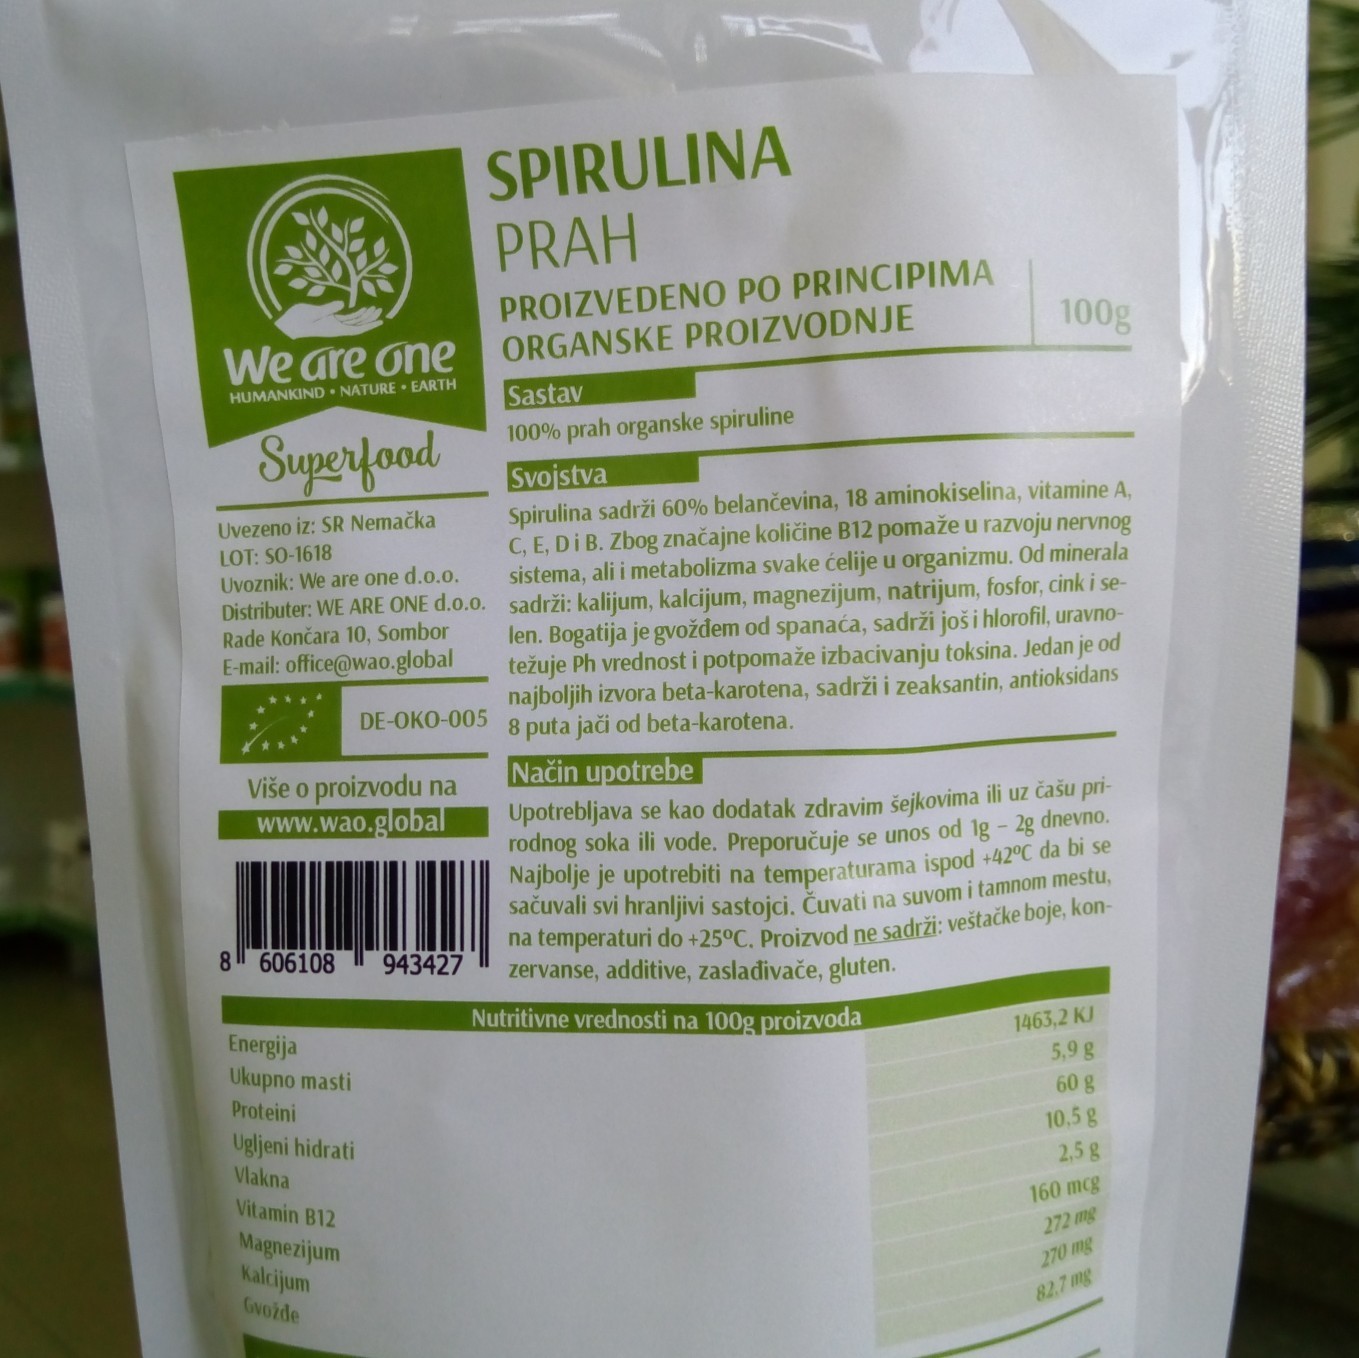 We are one
HUMANKIND • NATURE • EARTH
Superfood
Uvezeno iz: SR Nemačka
LOT: SO-1618
Uvoznik: We are one d.o.o.
Distributer: WE ARE ONE d.o.o.
Rade Končara 10, Sombor
E-mail: office@wao.global
DE-OKO-005
Više o proizvodu na
www.wao.global
8 606108 943427
SPIRULINA
PRAH
PROIZVEDENO PO PRINCIPIMA
ORGANSKE PROIZVODNJE
100g
Sastav
100% prah organske spiruline
Svojstva
Spirulina sadrži 60% belančevina, 18 aminokiselina, vitamine A,
C, E, D i B. Zbog značajne količine B12 pomaže u razvoju nervnog
sistema, ali i metabolizma svake ćelije u organizmu. Od minerala
sadrži: kalijum, kalcijum, magnezijum, natrijum, fosfor, cink i se-
len. Bogatija je gvožđem od spanaća, sadrži još i hlorofil, uravno-
težuje Ph vrednost i potpomaže izbacivanju toksina. Jedan je od
najboljih izvora beta-karotena, sadrži i zeaksantin, antioksidans
8 puta jači od beta-karotena.
Način upotrebe
Upotrebljava se kao dodatak zdravim šejkovima ili uz čašu pri-
rodnog soka ili vode. Preporučuje se unos od 1g – 2g dnevno.
Najbolje je upotrebiti na temperaturama ispod +42ºC da bi se
sačuvali svi hranljivi sastojci. Čuvati na suvom i tamnom mestu,
na temperaturi do +25ºC. Proizvod ne sadrži: veštačke boje, kon-
zervanse, additive, zaslađivače, gluten.
Nutritivne vrednosti na 100g proizvoda
Energija 1463,2 KJ
Ukupno masti 5,9 g
Proteini 60 g
Ugljeni hidrati 10,5 g
Vlakna 2,5 g
Vitamin B12 160 mcg
Magnezijum 272 mg
Kalcijum 270 mg
Gvožđe 82,7 mg